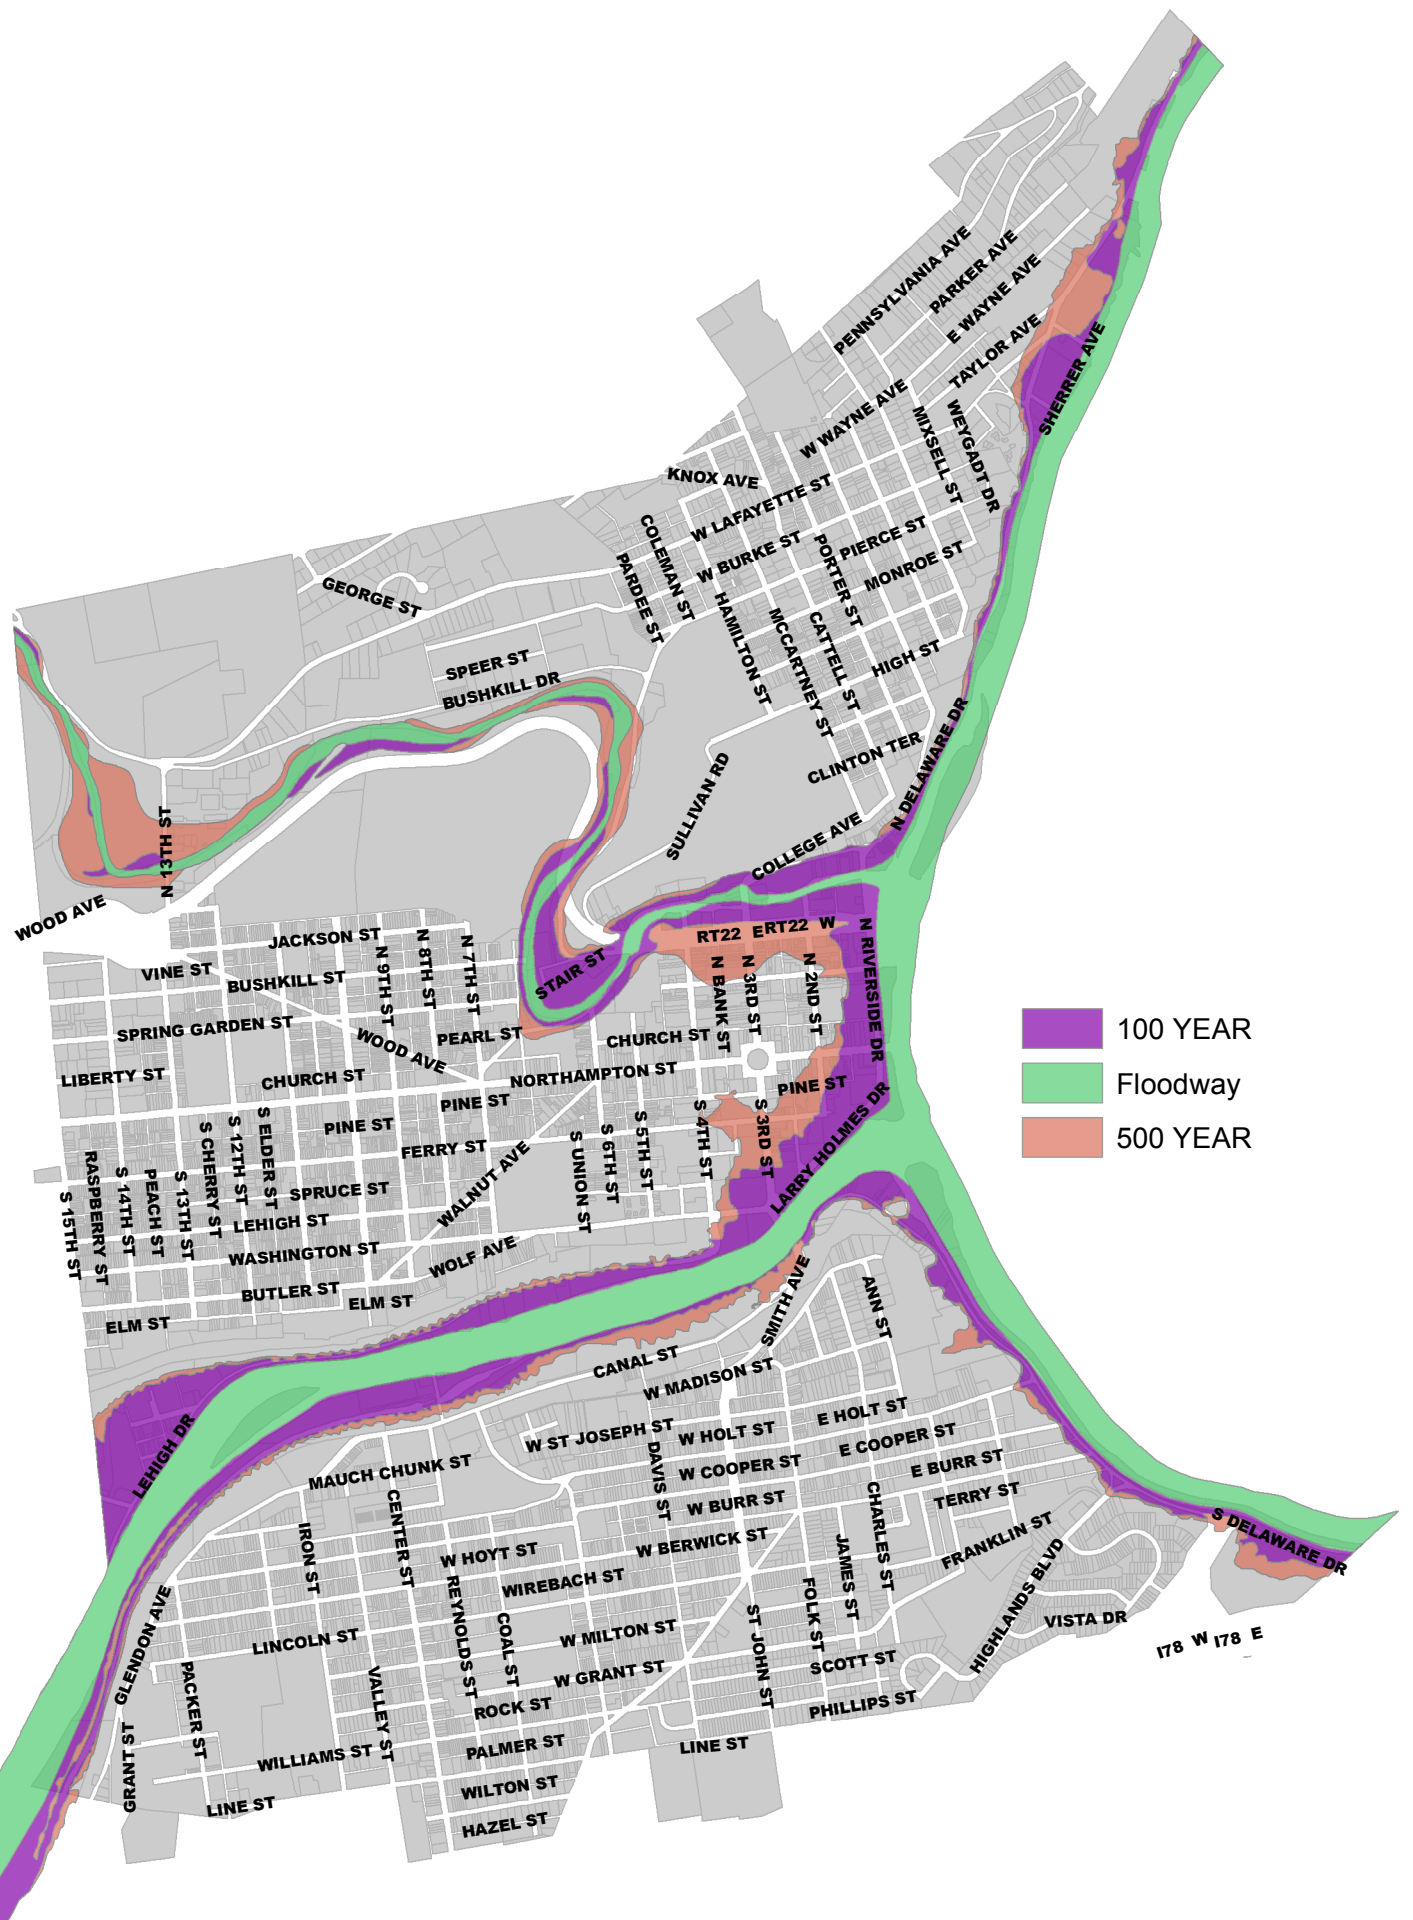 PENNSYLVANIA AVE
PARKER AVE
E WAYNE AVE
TAYLOR AVE
SHERRER AVE
W WAYNE AVE
MIXSELL ST
WEYGADT DR
KNOX AVE
W LAFAYETTE ST
COLEMAN ST
PARDEE ST
W BURKE ST
PORTER ST
PIERCE ST
MONROE ST
GEORGE ST
HAMILTON ST
MCCARTNEY ST
CATTELL ST
HIGH ST
SPEER ST
BUSHKILL DR
CLINTON TER
N DELAWARE DR
SULLIVAN RD
COLLEGE AVE
N 13TH ST
WOOD AVE
JACKSON ST
VINE ST
BUSHKILL ST
N 9TH ST
N 8TH ST
N 7TH ST
STAIR ST
RT22 E
RT22 W
N RIVERSIDE DR
N BANK ST
N 3RD ST
N 2ND ST
SPRING GARDEN ST
WOOD AVE
PEARL ST
CHURCH ST
100 YEAR
Floodway
500 YEAR
LIBERTY ST
CHURCH ST
NORTHAMPTON ST
PINE ST
PINE ST
PINE ST
LARRY HOLMES DR
S 15TH ST
RASPBERRY ST
S 14TH ST
PEACH ST
S 13TH ST
S CHERRY ST
S 12TH ST
S ELDER ST
FERRY ST
SPRUCE ST
LEHIGH ST
WALNUT AVE
S UNION ST
S 6TH ST
S 5TH ST
S 4TH ST
S 3RD ST
WASHINGTON ST
WOLF AVE
BUTLER ST
ELM ST
ELM ST
SMITH AVE
ANN ST
CANAL ST
W MADISON ST
LEHIGH DR
W ST JOSEPH ST
W HOLT ST
E HOLT ST
E COOPER ST
W COOPER ST
E BURR ST
DAVIS ST
W BURR ST
TERRY ST
MAUCH CHUNK ST
CENTER ST
IRON ST
CHARLES ST
JAMES ST
S DELAWARE DR
FRANKLIN ST
W BERWICK ST
W HOYT ST
WIREBACH ST
REYNOLDS ST
COAL ST
HIGHLANDS BLVD
VISTA DR
I78 W
I78 E
FOLK ST
ST JOHN ST
GLENDON AVE
LINCOLN ST
W MILTON ST
SCOTT ST
W GRANT ST
PACKER ST
VALLEY ST
ROCK ST
PHILLIPS ST
GRANT ST
WILLIAMS ST
PALMER ST
LINE ST
WILTON ST
LINE ST
HAZEL ST